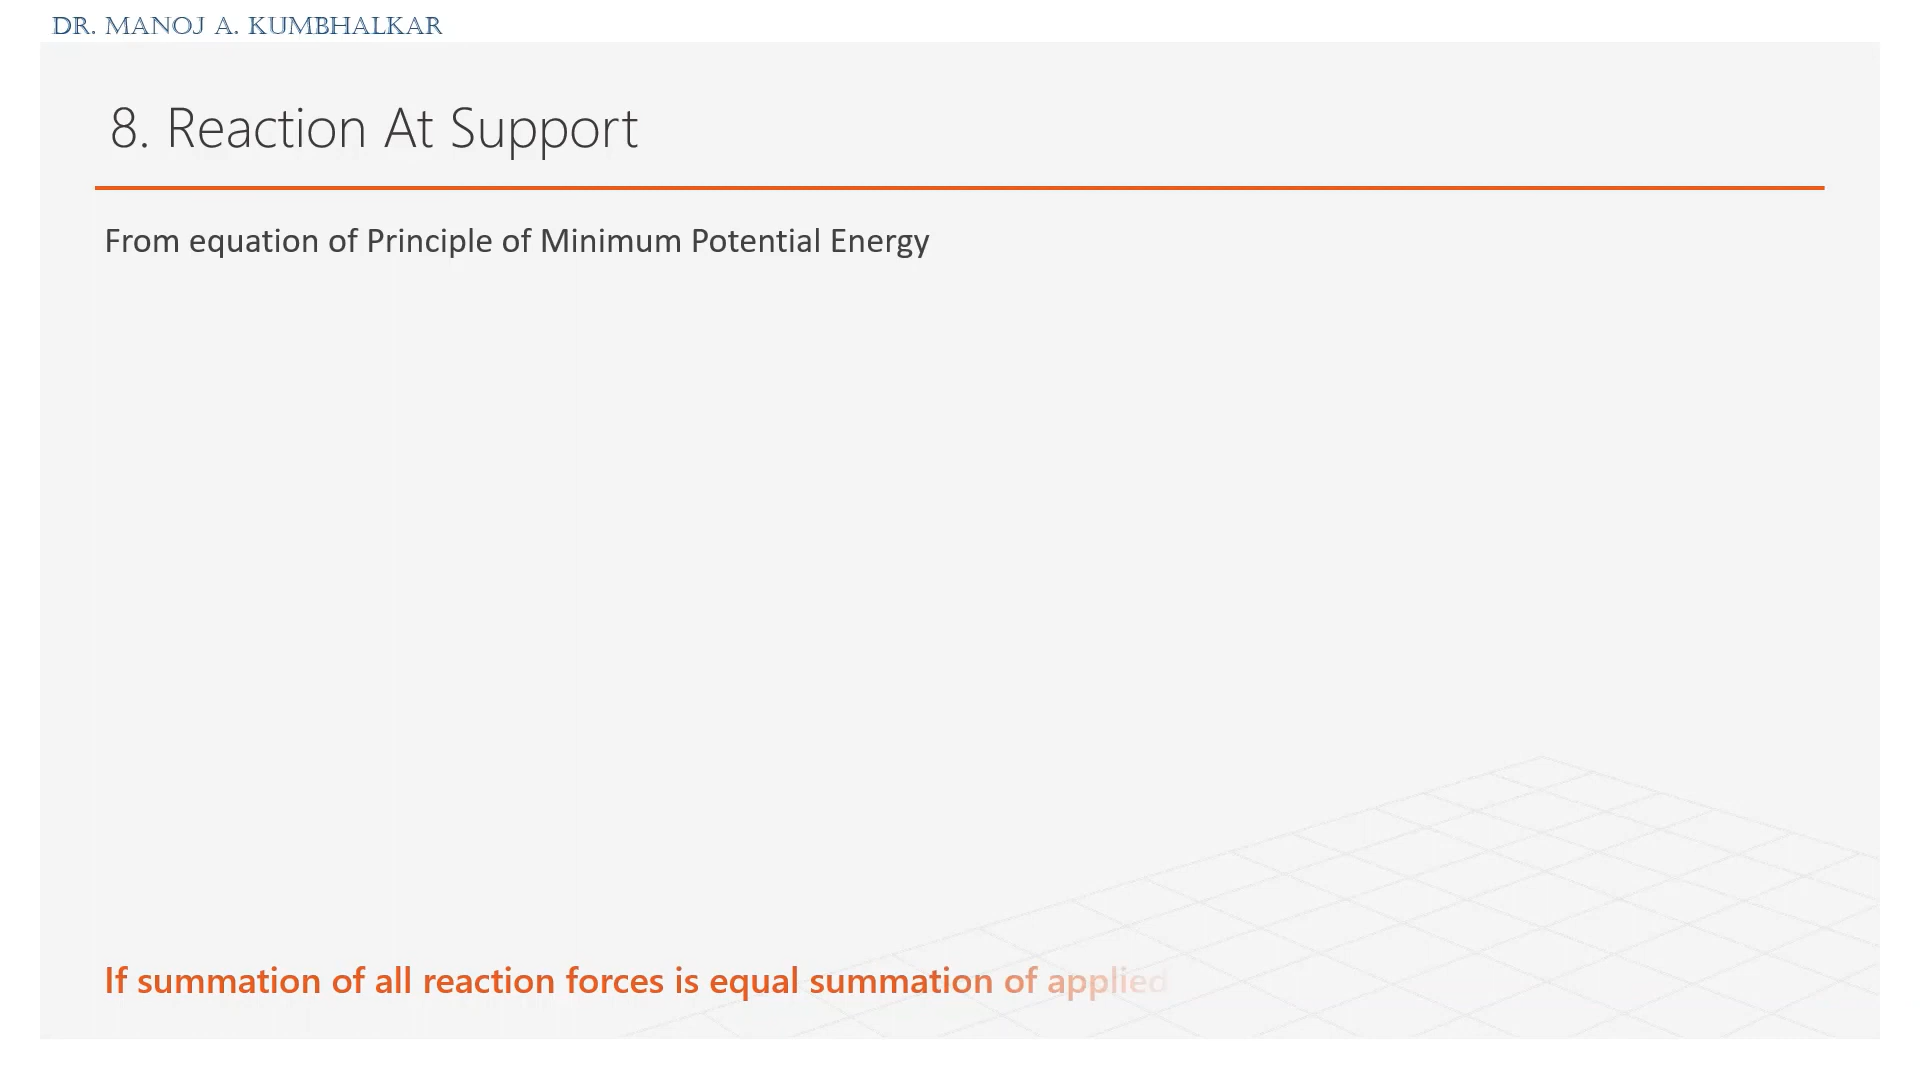 DR. MANOJ A. KUMBHALKAR
8. Reaction At Support
From equation of Principle of Minimum Potential Energy
If summation of all reaction forces is equal summation of applied